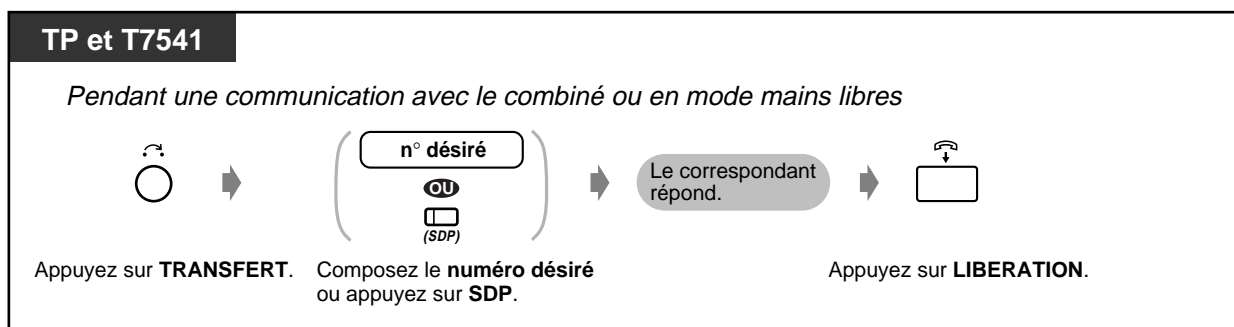 TP et T7541
Pendant une communication avec le combiné ou en mode mains libres
n° désiré
OU
(SDP)
Le correspondant
répond.
Appuyez sur TRANSFERT.
Composez le numéro désiré
ou appuyez sur SDP.
Appuyez sur LIBERATION.